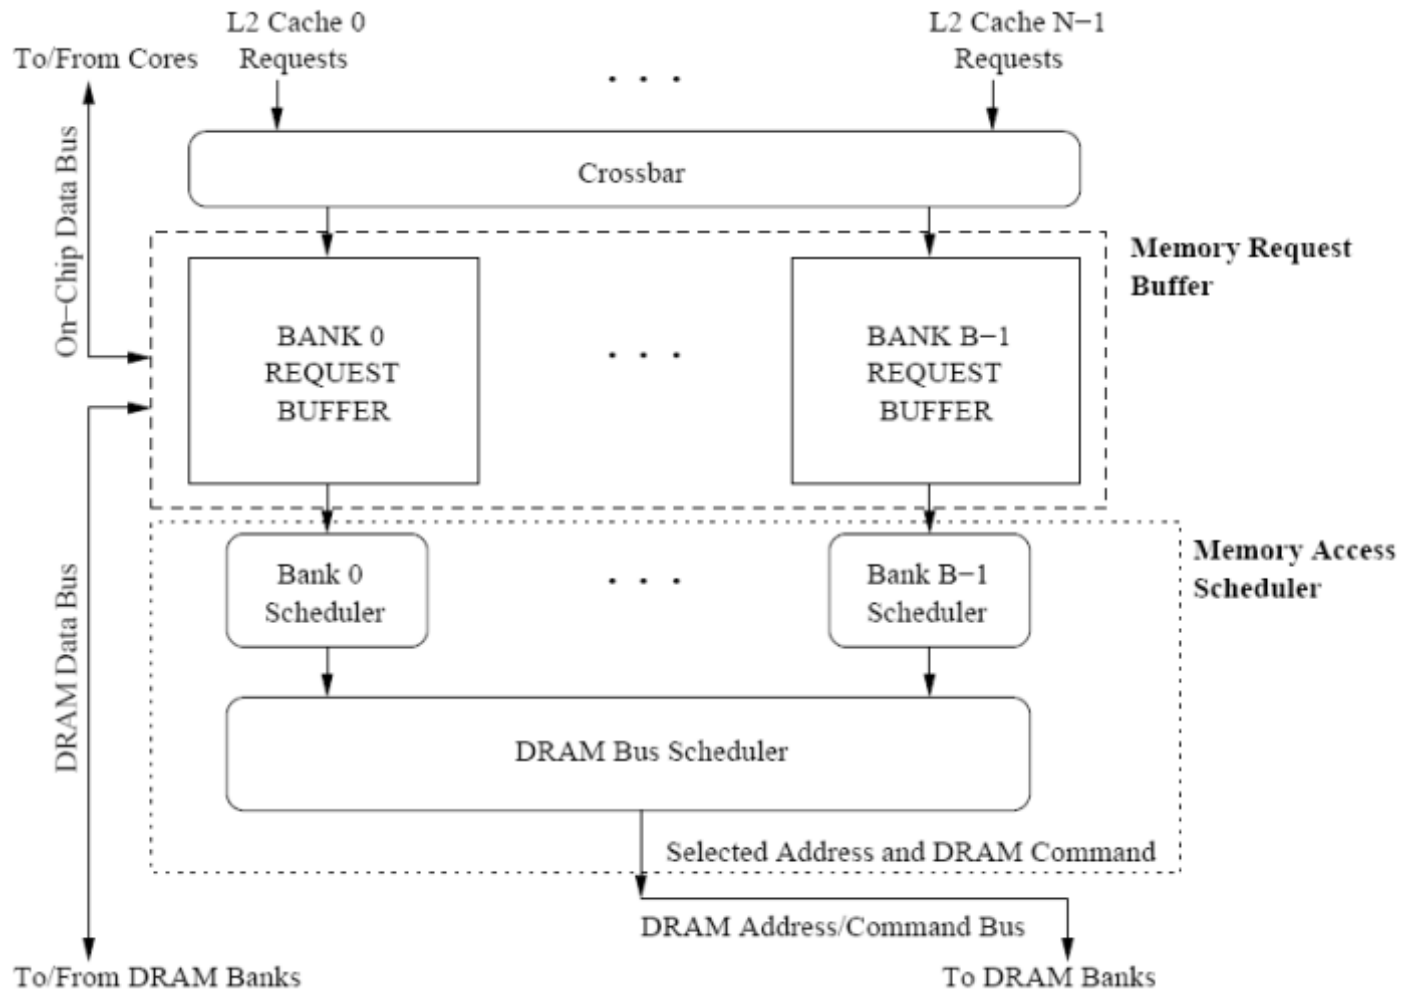 L2 Cache 0
Requests
L2 Cache N−1
Requests
To/From Cores
. . .
Crossbar
On−Chip Data Bus
Memory Request
Buffer
BANK 0
REQUEST
BUFFER
. . .
BANK B−1
REQUEST
BUFFER
Memory Access
Scheduler
Bank 0
Scheduler
. . .
Bank B−1
Scheduler
DRAM Data Bus
DRAM Bus Scheduler
Selected Address and DRAM Command
DRAM Address/Command Bus
To/From DRAM Banks
To DRAM Banks